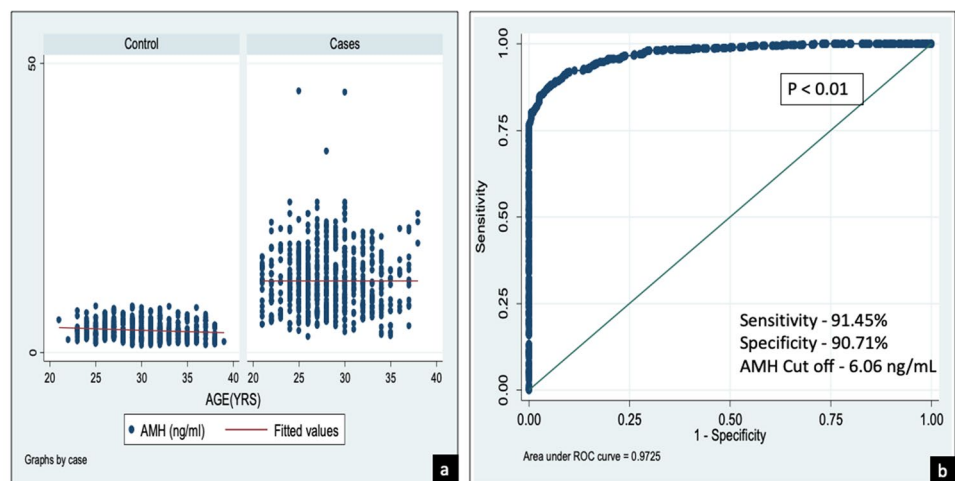 Control Cases
50
0
20 25 30 35 40 20 25 30 35 40
AGE(YRS)
AMH (ng/ml) Fitted values
Graphs by case
a
1.00
0.75
0.50
0.25
0.00
Sensitivity
P < 0.01
Sensitivity - 91.45%
Specificity - 90.71%
AMH Cut off - 6.06 ng/mL
0.00 0.25 0.50 0.75 1.00
1 - Specificity
Area under ROC curve = 0.9725
b